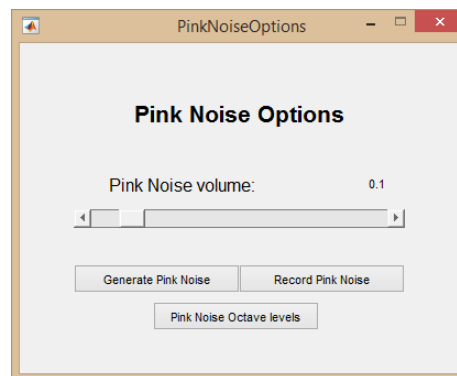 PinkNoiseOptions
Pink Noise Options
Pink Noise volume: 0.1
Generate Pink Noise Record Pink Noise
Pink Noise Octave levels